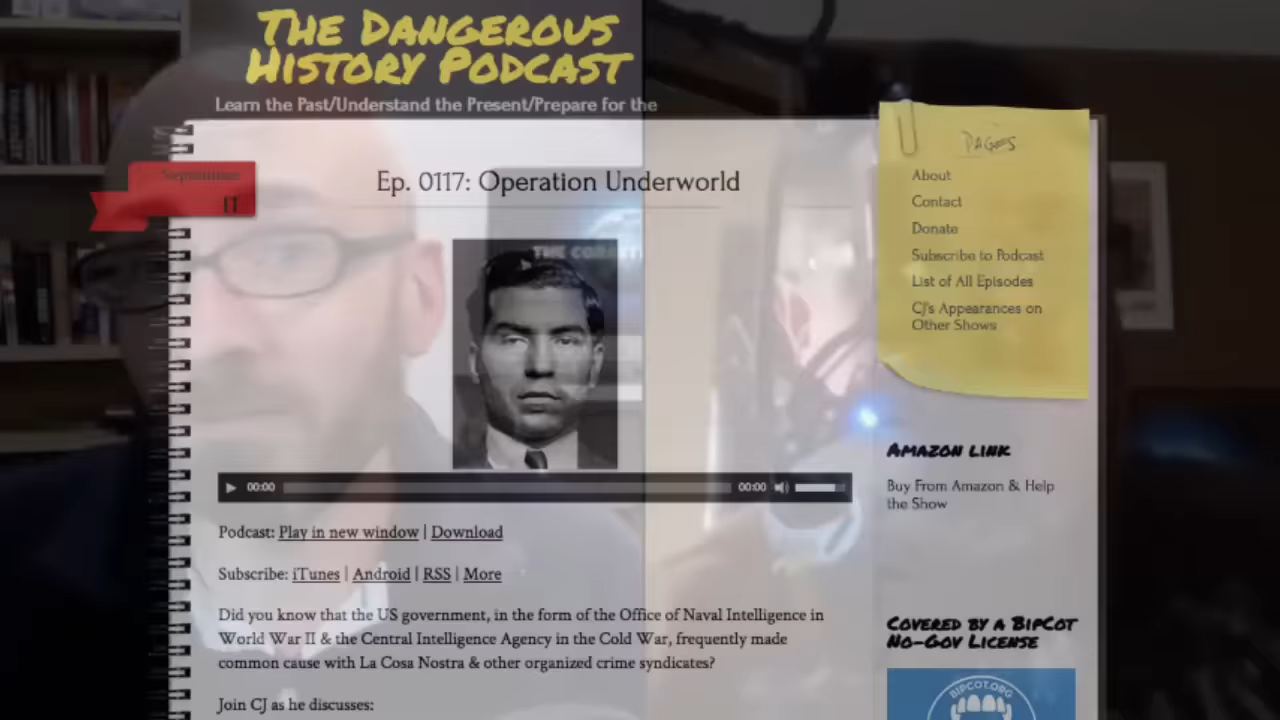 THE DANGEROUS
HISTORY PODCAST
Learn the Past/Understand the Present/Prepare for the
September
11
Ep. 0117: Operation Underworld
THE
00:00
00:00
Podcast: Play in new window | Download
Subscribe: iTunes | Android | RSS | More
Did you know that the US government, in the form of the Office of Naval Intelligence in
World War II & the Central Intelligence Agency in the Cold War, frequently made
common cause with La Cosa Nostra & other organized crime syndicates?
Join CJ as he discusses:
PAGES
About
Contact
Donate
Subscribe to Podcast
List of All Episodes
CJ's Appearances on
Other Shows
AMAZON LINK
Buy From Amazon & Help
the Show
COVERED BY A BIPCOT
NO-GOV LICENSE
BIPCOT.ORG